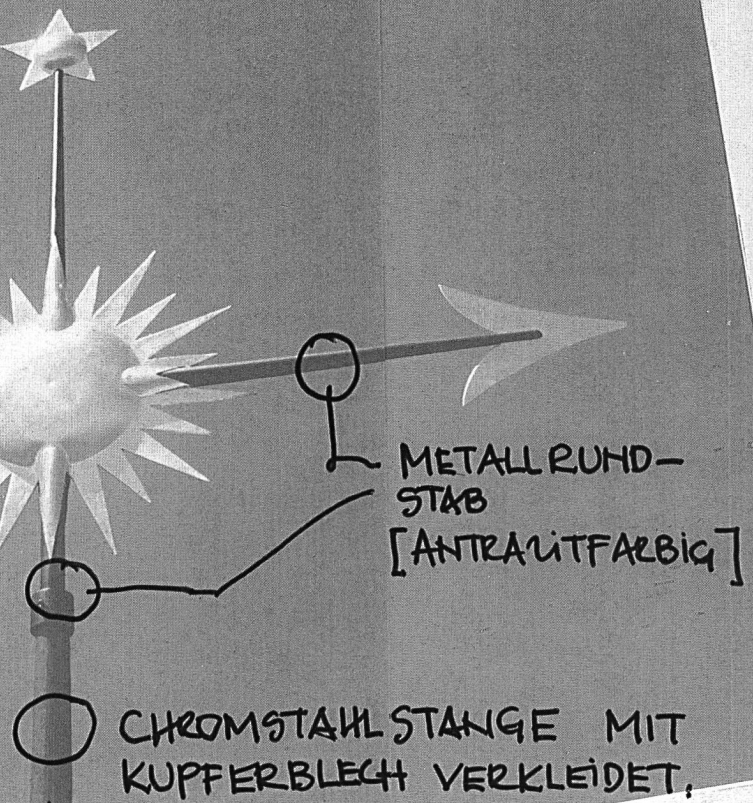 METALLRUND-
STAB
[ANTRAZITFARBiG]
CHROMSTAHLSTANGE MIT
KUPFERBLECH VERKLEiDET.